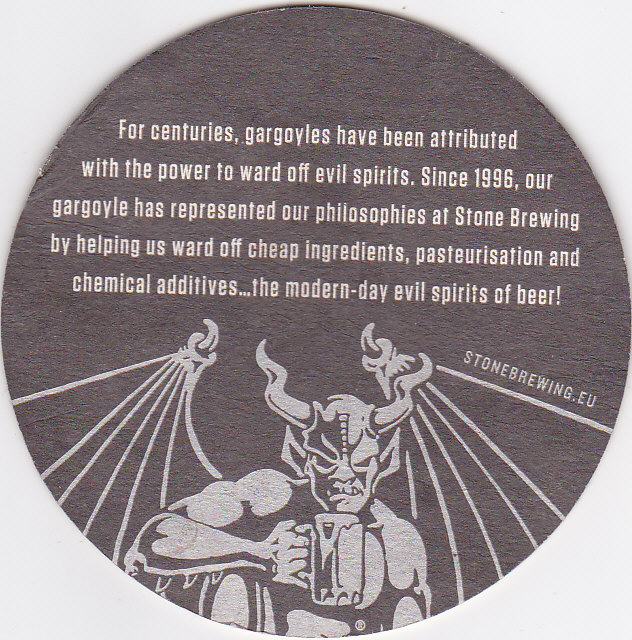 For centuries, gargoyles have been attributed
with the power to ward off evil spirits. Since 1996, our
gargoyle has represented our philosophies at Stone Brewing
by helping us ward off cheap ingredients, pasteurisation and
chemical additives...the modern-day evil spirits of beer!
STONEBREWING.EU
®